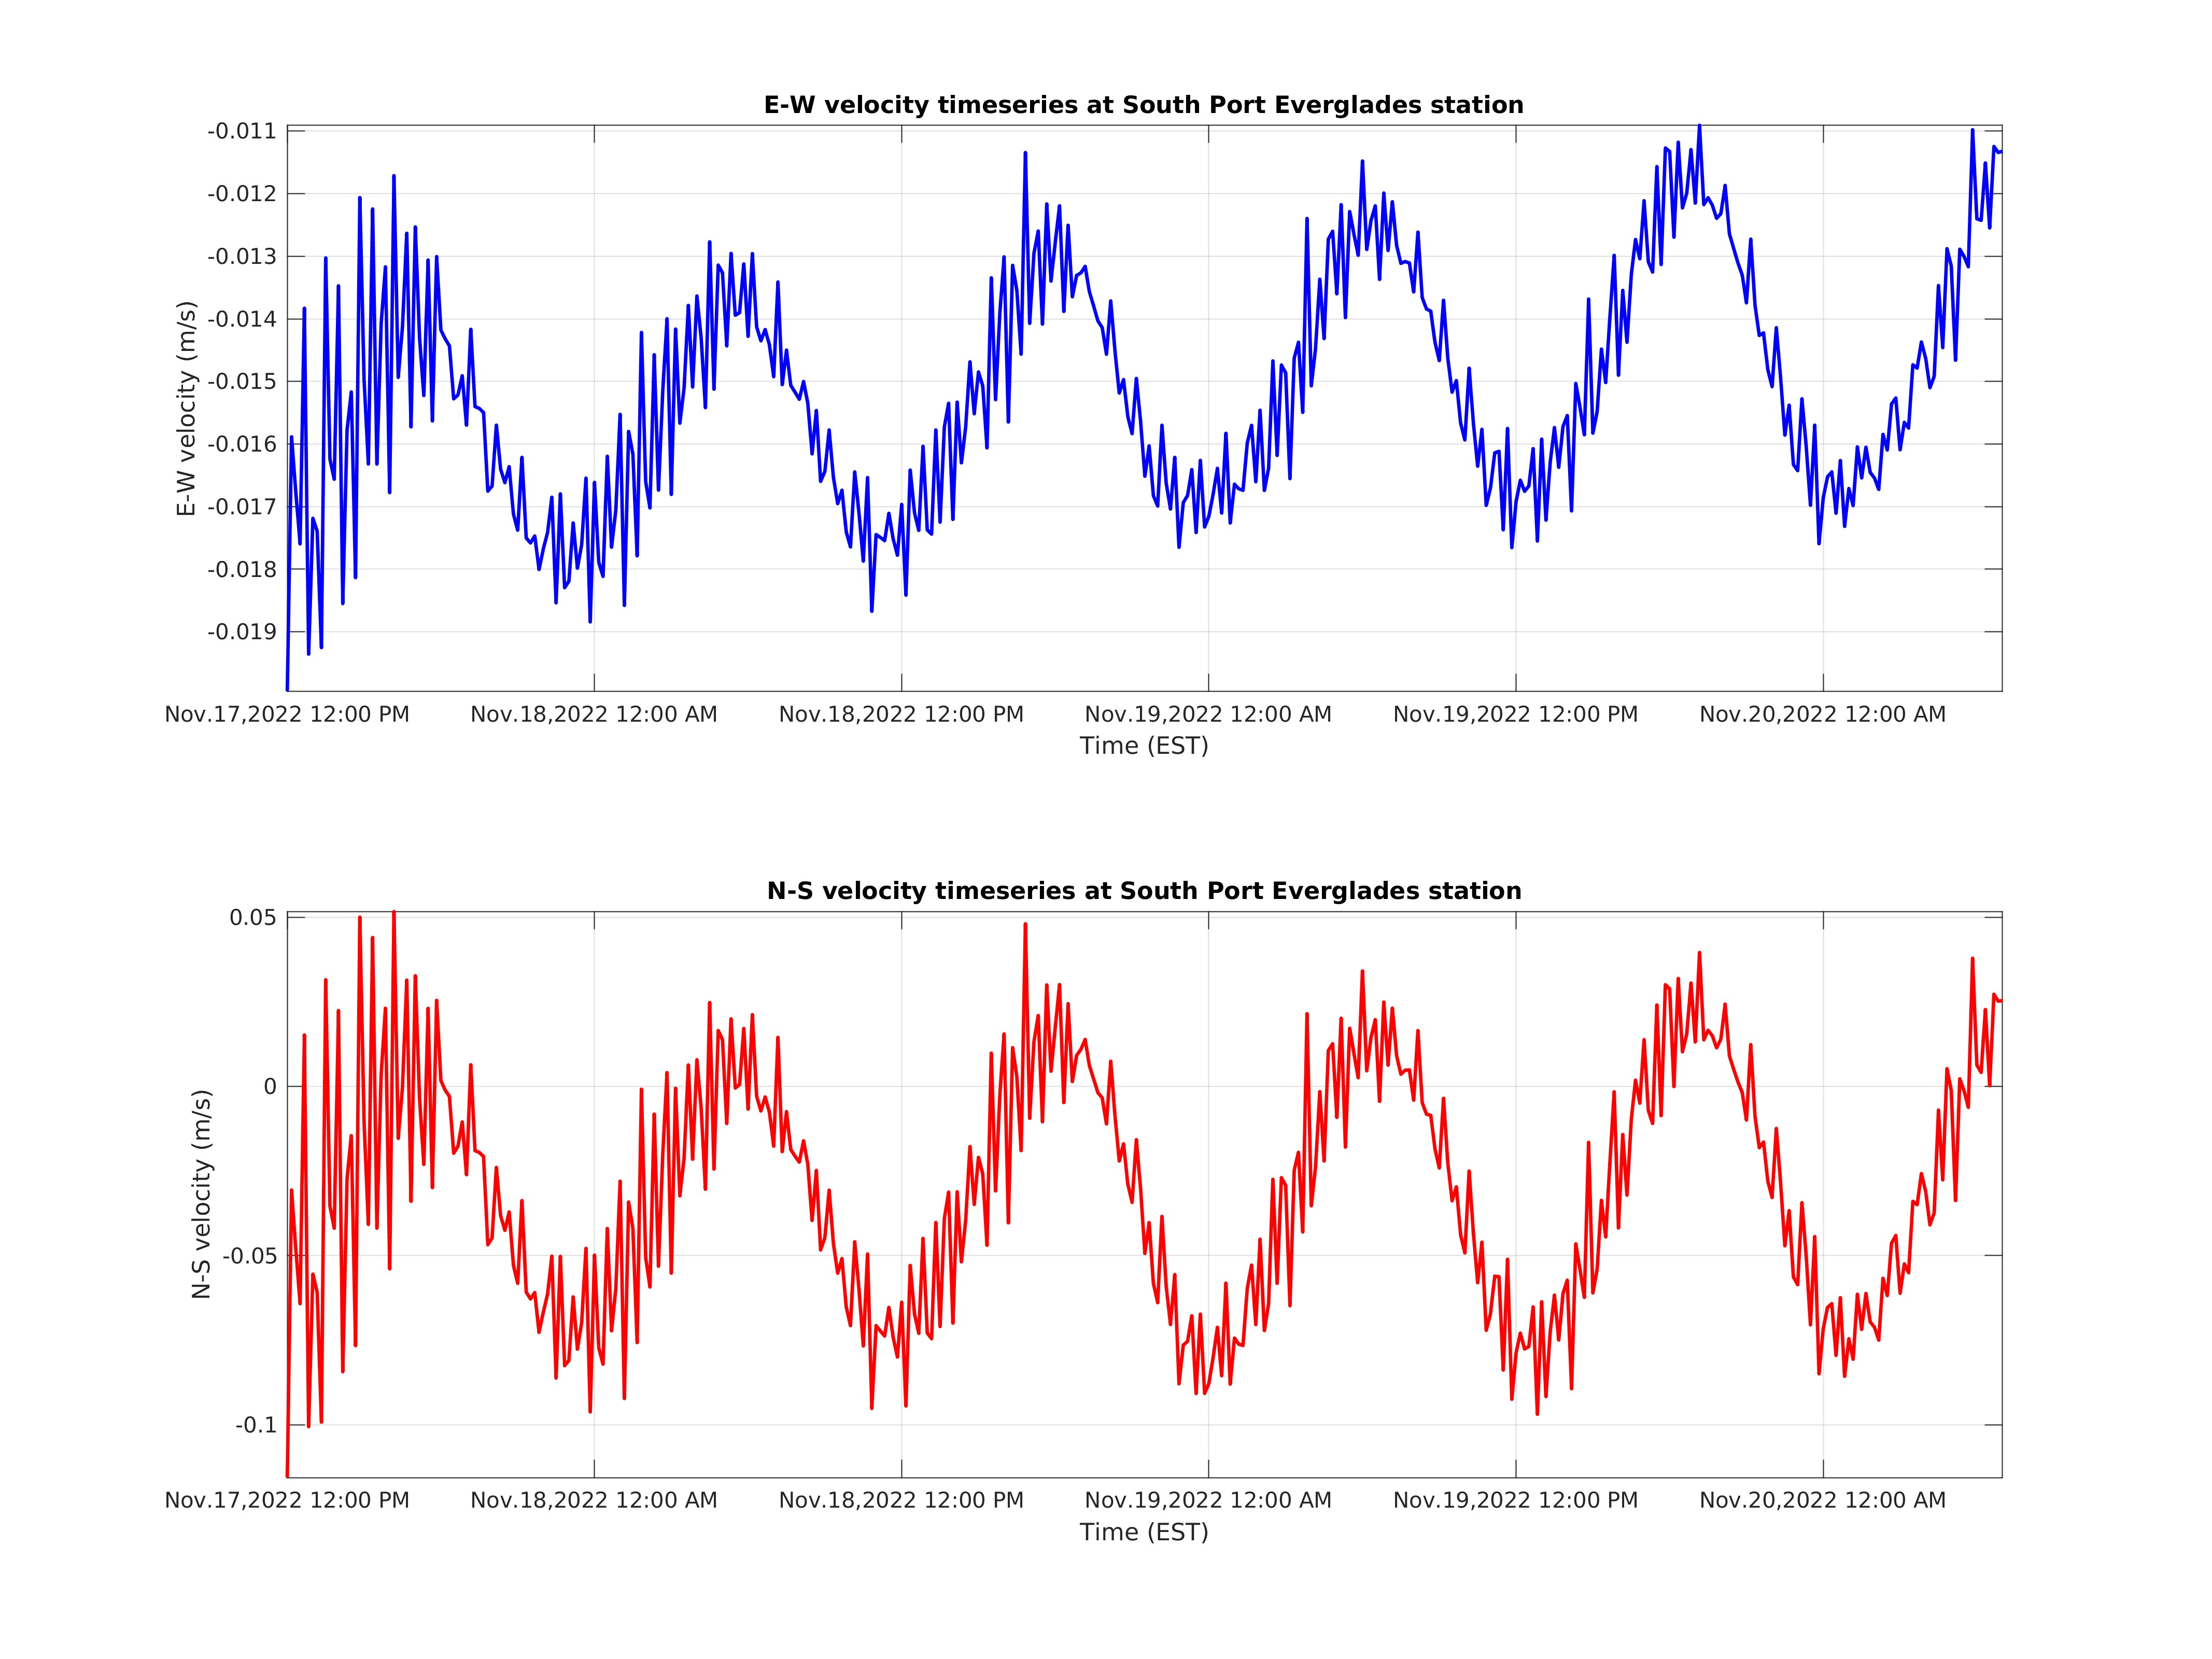 E-W velocity timeseries at South Port Everglades station
-0.011
-0.012
-0.013
-0.014
-0.015
-0.016
-0.017
-0.018
-0.019
E-W velocity (m/s)
Nov.17,2022 12:00 PM Nov.18,2022 12:00 AM Nov.18,2022 12:00 PM Nov.19,2022 12:00 AM Nov.19,2022 12:00 PM Nov.20,2022 12:00 AM
Time (EST)
N-S velocity timeseries at South Port Everglades station
0.05
0
-0.05
-0.1
N-S velocity (m/s)
Nov.17,2022 12:00 PM Nov.18,2022 12:00 AM Nov.18,2022 12:00 PM Nov.19,2022 12:00 AM Nov.19,2022 12:00 PM Nov.20,2022 12:00 AM
Time (EST)